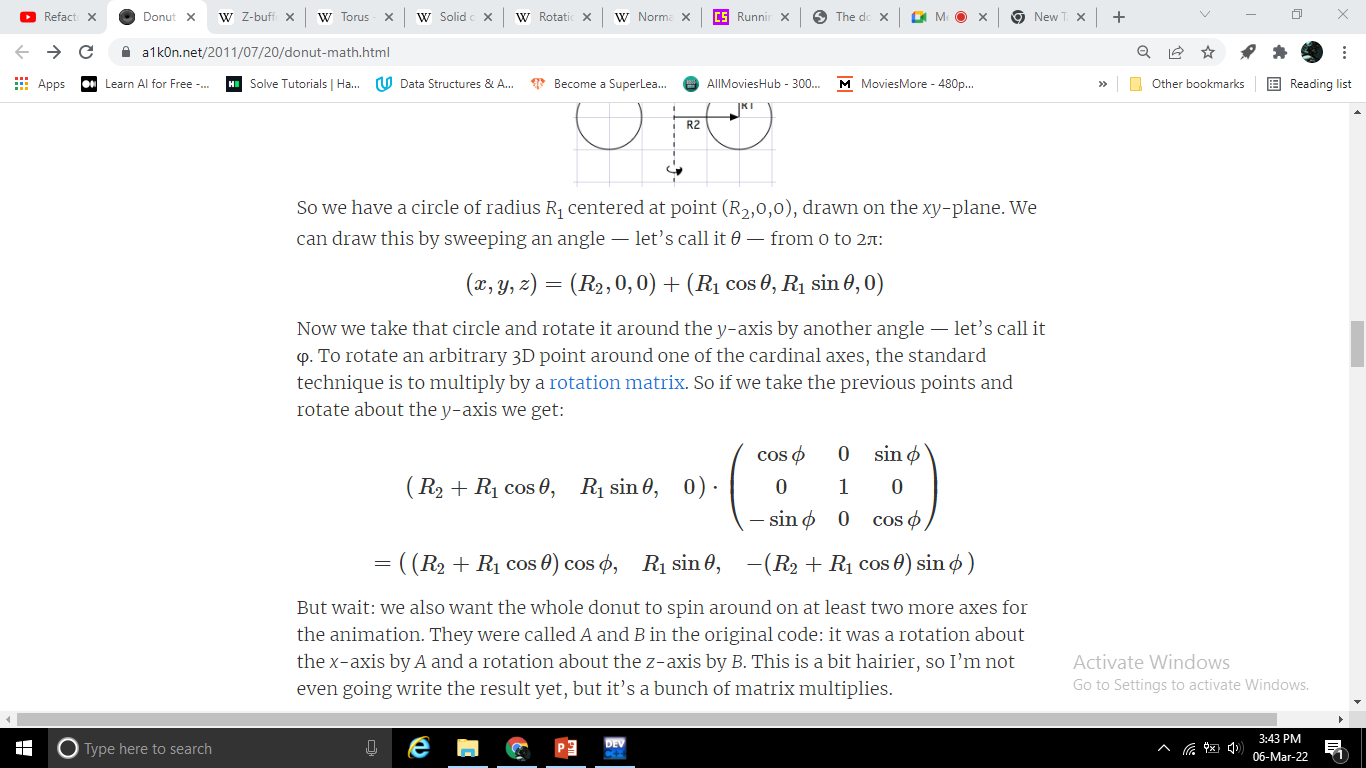 Refact
Donut
Z-buff
Torus
Solid o
Rotatio
Norma
Runnin
The do
Me
New T
a1k0n.net/2011/07/20/donut-math.html
Apps
Learn AI for Free -...
Solve Tutorials | Ha...
Data Structures & A...
Become a SuperLea...
AllMoviesHub - 300...
MoviesMore - 480p...
»
Other bookmarks
Reading list
R1
R2
So we have a circle of radius R₁ centered at point (R₂,0,0), drawn on the xy-plane. We
can draw this by sweeping an angle — let's call it θ — from 0 to 2π:
(x, y, z) = (R₂, 0, 0) + (R₁ cos θ, R₁ sin θ, 0)
Now we take that circle and rotate it around the y-axis by another angle — let's call it
φ. To rotate an arbitrary 3D point around one of the cardinal axes, the standard
technique is to multiply by a rotation matrix. So if we take the previous points and
rotate about the y-axis we get:
cos ϕ 0 sin ϕ
( R₂ + R₁ cos θ, R₁ sin θ, 0 ) · 0 1 0
− sin ϕ 0 cos ϕ
= ( (R₂ + R₁ cos θ) cos ϕ, R₁ sin θ, −(R₂ + R₁ cos θ) sin ϕ )
But wait: we also want the whole donut to spin around on at least two more axes for
the animation. They were called A and B in the original code: it was a rotation about
the x-axis by A and a rotation about the z-axis by B. This is a bit hairier, so I'm not
even going write the result yet, but it's a bunch of matrix multiplies.
Activate Windows
Go to Settings to activate Windows.
Type here to search
DEV
3:43 PM
06-Mar-22
1